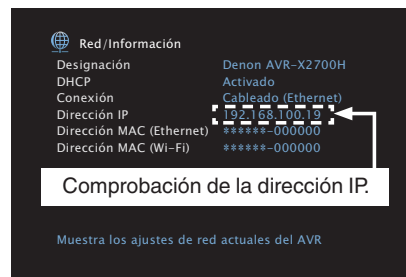 Red/Información
Designación Denon AVR-X2700H
DHCP Activado
Conexión Cableado (Ethernet)
Dirección IP 192.168.100.19
Dirección MAC (Ethernet) ******-000000
Dirección MAC (Wi-Fi) ******-000000
Comprobación de la dirección IP.
Muestra los ajustes de red actuales del AVR